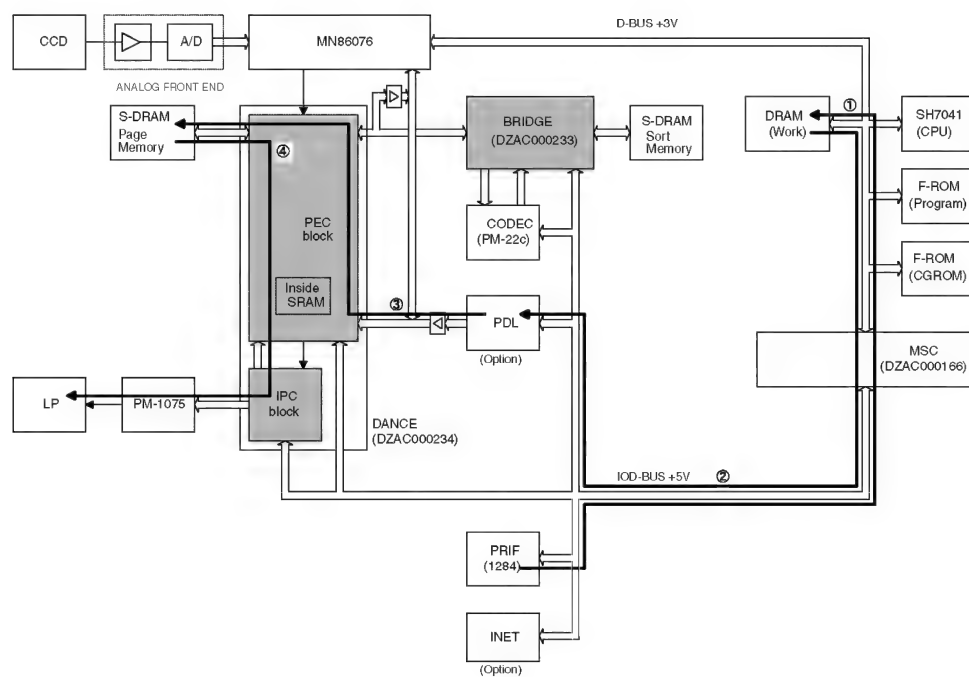 D-BUS +3V
CCD
A/D
MN86076
ANALOG FRONT END
S-DRAM
Page
Memory
④
BRIDGE
(DZAC000233)
S-DRAM
Sort
Memory
DRAM
(Work)
①
SH7041
(CPU)
F-ROM
(Program)
F-ROM
(CGROM)
CODEC
(PM-22c)
PEC
block
Inside
SRAM
③
PDL
(Option)
MSC
(DZAC000166)
LP
PM-1075
IPC
block
DANCE
(DZAC000234)
IOD-BUS +5V
②
PRIF
(1284)
INET
(Option)